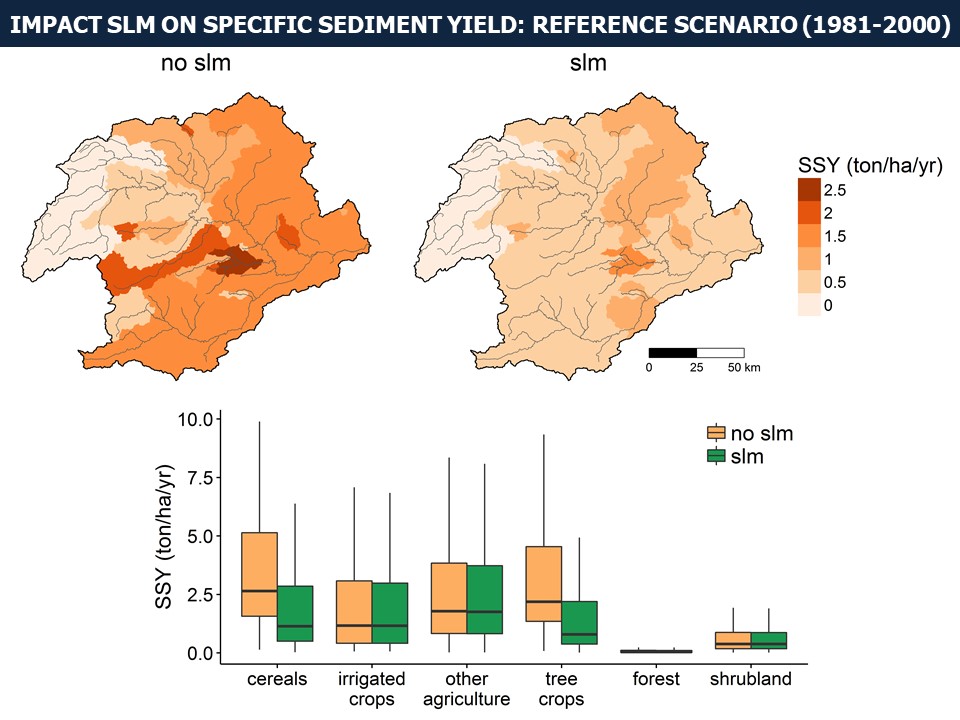 IMPACT SLM ON SPECIFIC SEDIMENT YIELD: REFERENCE SCENARIO (1981-2000)
no slm
slm
SSY (ton/ha/yr)
2.5
2
1.5
1
0.5
0
0 25 50 km
10.0
7.5
5.0
2.5
0.0
SSY (ton/ha/yr)
no slm
slm
cereals
irrigated
crops
other
agriculture
tree
crops
forest
shrubland